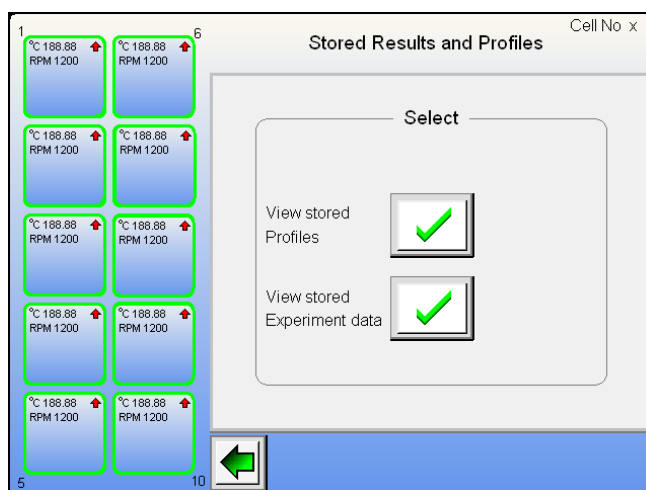 1
6
°C 188.88
RPM 1200
°C 188.88
RPM 1200
°C 188.88
RPM 1200
°C 188.88
RPM 1200
°C 188.88
RPM 1200
°C 188.88
RPM 1200
°C 188.88
RPM 1200
°C 188.88
RPM 1200
°C 188.88
RPM 1200
°C 188.88
RPM 1200
5
10
Stored Results and Profiles
Cell No x
Select
View stored
Profiles
View stored
Experiment data